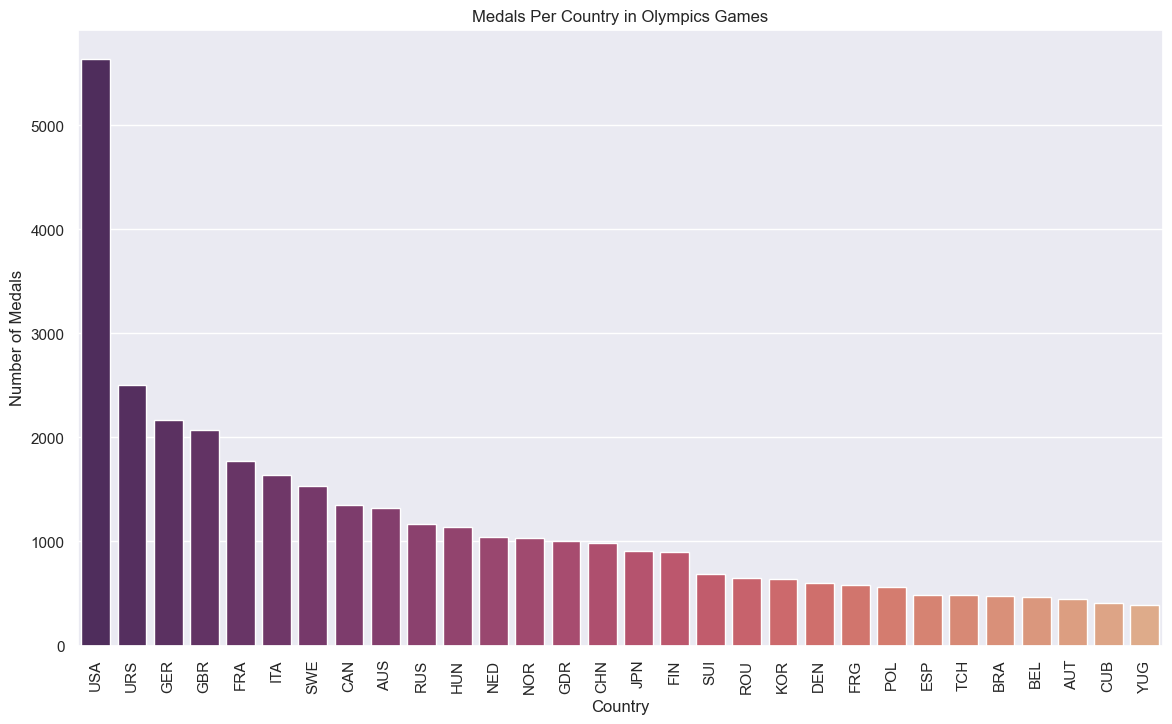 Medals Per Country in Olympics Games
Number of Medals
5000
4000
3000
2000
1000
0
USA URS GER GBR FRA ITA SWE CAN AUS RUS HUN NED NOR GDR CHN JPN FIN SUI ROU KOR DEN FRG POL ESP TCH BRA BEL AUT CUB YUG
Country